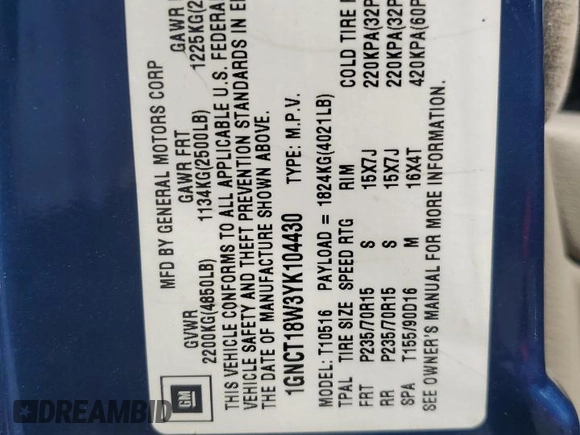 MFD BY GENERAL MOTORS CORP
GVWR GAWR FRT GAWR
2200KG(4850LB) 1134KG(2500LB) 1225KG(2
THIS VEHICLE CONFORMS TO ALL APPLICABLE U.S. FEDERA
VEHICLE SAFETY AND THEFT PREVENTION STANDARDS IN E
THE DATE OF MANUFACTURE SHOWN ABOVE.
1GNCT18W3YK104430 TYPE: M.P.V.
MODEL: T10516 PAYLOAD = 1824KG(4021LB)
TPAL TIRE SIZE SPEED RTG RIM COLD TIRE
FRT P235/70R15 S 15X7J 220KPA(32P
RR P235/70R15 S 15X7J 220KPA(32P
SPA T155/90D16 M 16X4T 420KPA(60P
SEE OWNER'S MANUAL FOR MORE INFORMATION.
GM
DREAMBID